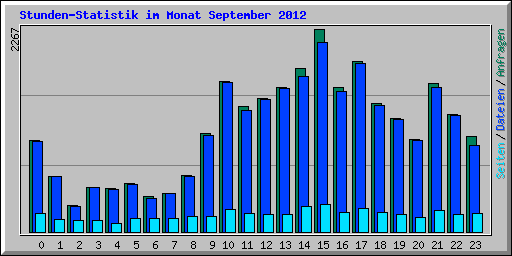 Stunden-Statistik im Monat September 2012
2267
Seiten / Dateien / Anfragen
0 1 2 3 4 5 6 7 8 9 10 11 12 13 14 15 16 17 18 19 20 21 22 23